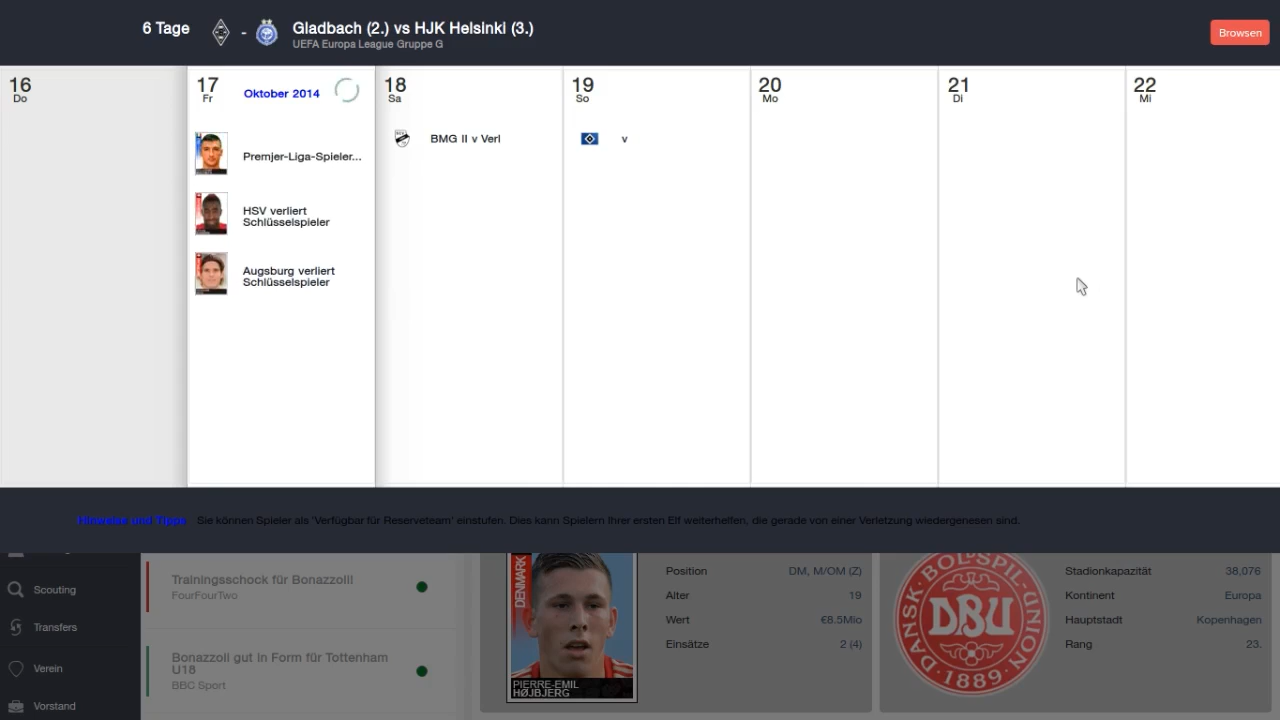 6 Tage
-
Gladbach (2.) vs HJK Helsinki (3.)
UEFA Europa League Gruppe G
Browsen
16
Do
17
Fr
Oktober 2014
18
Sa
19
So
20
Mo
21
Di
22
Mi
BMG II v Verl
v
Premjer-Liga-Spieler...
HSV verliert
Schlüsselspieler
Augsburg verliert
Schlüsselspieler
Hinweise und Tipps
Sie können Spieler als 'Verfügbar für Reserveteam' einstufen. Dies kann Spielern Ihrer ersten Elf weiterhelfen, die gerade von einer Verletzung wiedergenesen sind.
Scouting
Transfers
Verein
Vorstand
Trainingsschock für Bonazzoli
FourFourTwo
Bonazzoli gut in Form für Tottenham
U18
BBC Sport
DENMARK
PIERRE-EMIL
HØJBJERG
Position DM, M/OM (Z)
Alter 19
Wert €8.5Mio
Einsätze 2 (4)
DANSK BOLDSPIL-UNION
DBU
1889
Stadionkapazität 38,076
Kontinent Europa
Hauptstadt Kopenhagen
Rang 23.